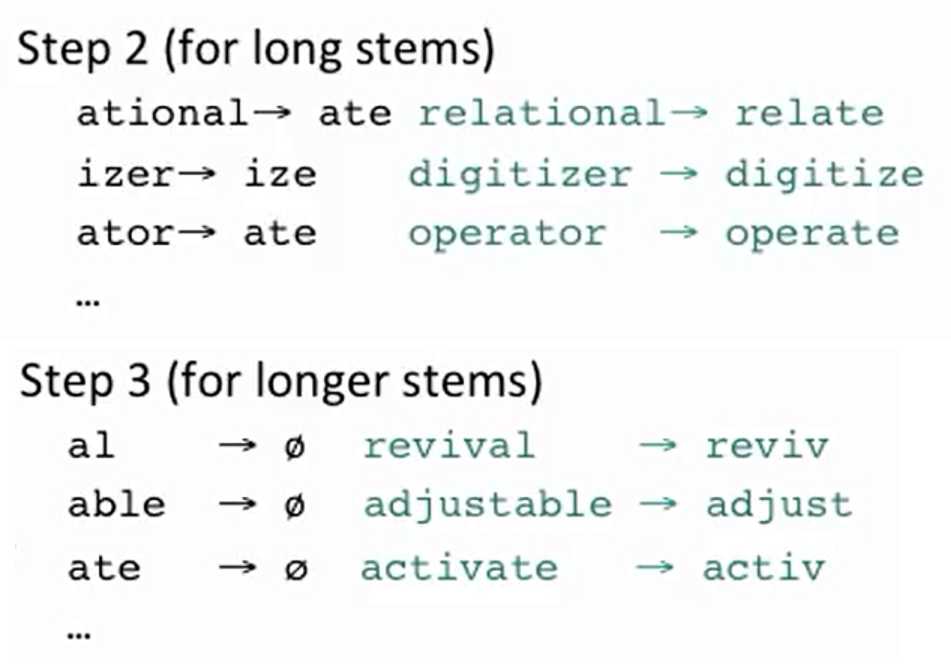 Step 2 (for long stems)
ational→ ate relational→ relate
izer→ ize digitizer → digitize
ator→ ate operator → operate
…
Step 3 (for longer stems)
al → ø revival → reviv
able → ø adjustable → adjust
ate → ø activate → activ
…